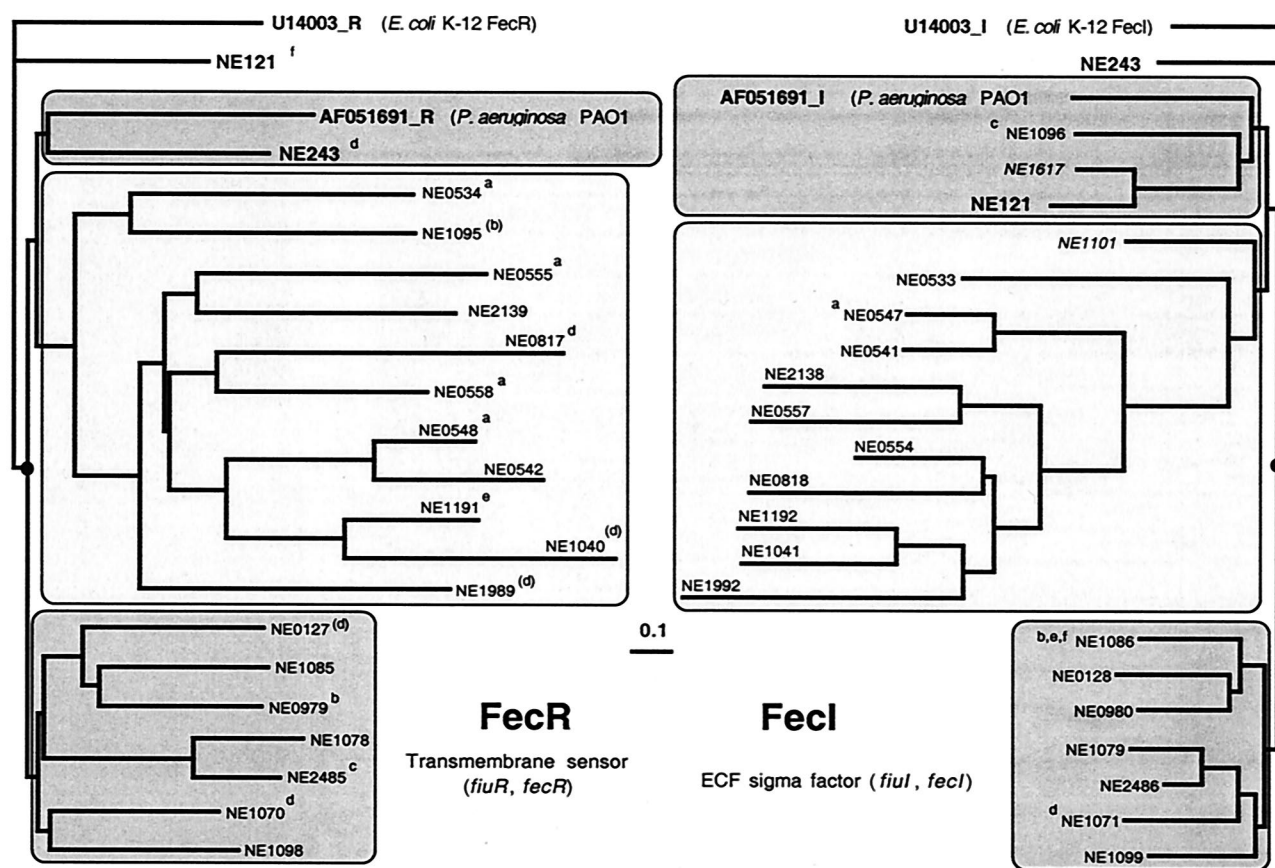 U14003_R (E. coli K-12 FecR)
NE121 f
AF051691_R (P. aeruginosa PAO1
NE243 d
NE0534 a
NE1095 (b)
NE0555 a
NE2139
NE0817 d
NE0558 a
NE0548 a
NE0542
NE1191 e
NE1040 (d)
NE1989 (d)
NE0127 (d)
NE1085
NE0979 b
NE1078
NE2485 c
NE1070 d
NE1098
0.1
FecR
Transmembrane sensor
(fiuR, fecR)
U14003_I (E. coli K-12 FecI)
NE243
AF051691_I (P. aeruginosa PAO1
c NE1096
NE1617
NE121
NE1101
NE0533
a NE0547
NE0541
NE2138
NE0557
NE0554
NE0818
NE1192
NE1041
NE1992
b,e,f NE1086
NE0128
NE0980
NE1079
NE2486
d NE1071
NE1099
FecI
ECF sigma factor (fiuI, fecI)